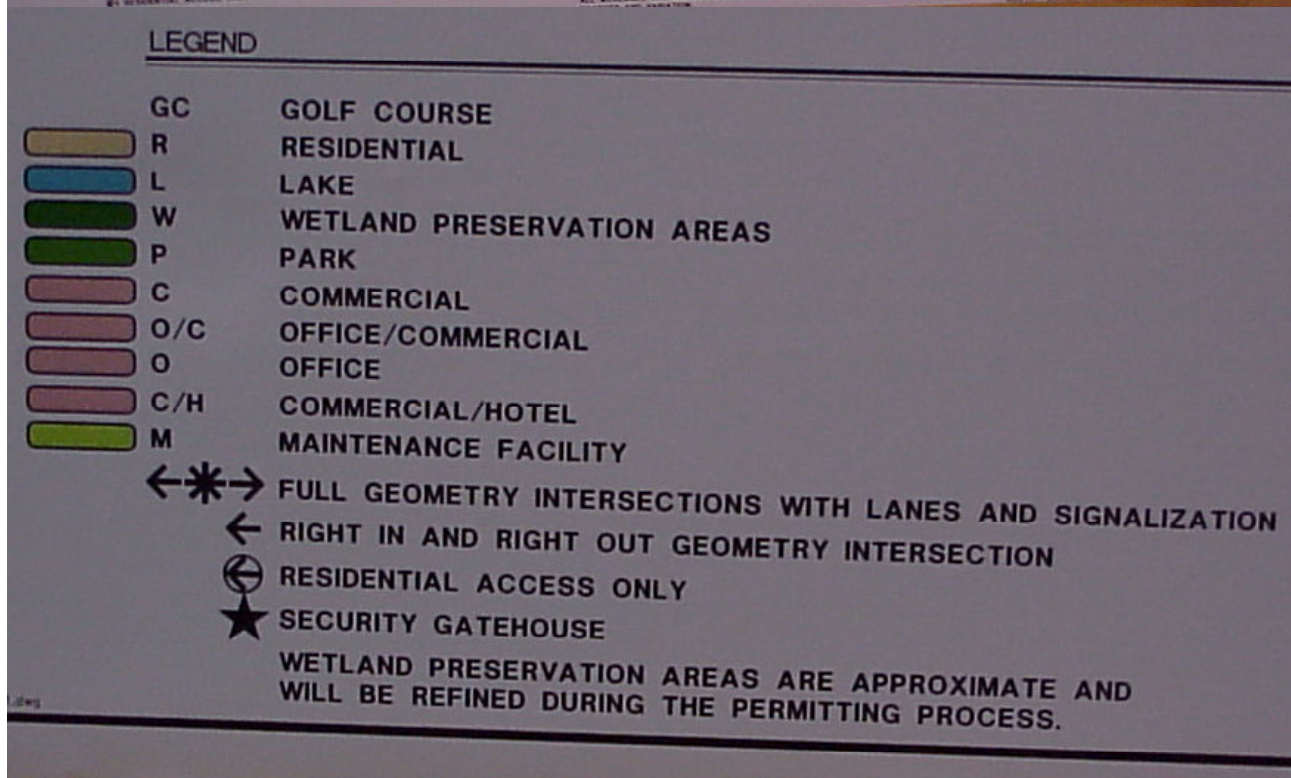 LEGEND
GC GOLF COURSE
R RESIDENTIAL
L LAKE
W WETLAND PRESERVATION AREAS
P PARK
C COMMERCIAL
O/C OFFICE/COMMERCIAL
O OFFICE
C/H COMMERCIAL/HOTEL
M MAINTENANCE FACILITY
FULL GEOMETRY INTERSECTIONS WITH LANES AND SIGNALIZATION
RIGHT IN AND RIGHT OUT GEOMETRY INTERSECTION
RESIDENTIAL ACCESS ONLY
SECURITY GATEHOUSE
WETLAND PRESERVATION AREAS ARE APPROXIMATE AND
WILL BE REFINED DURING THE PERMITTING PROCESS.